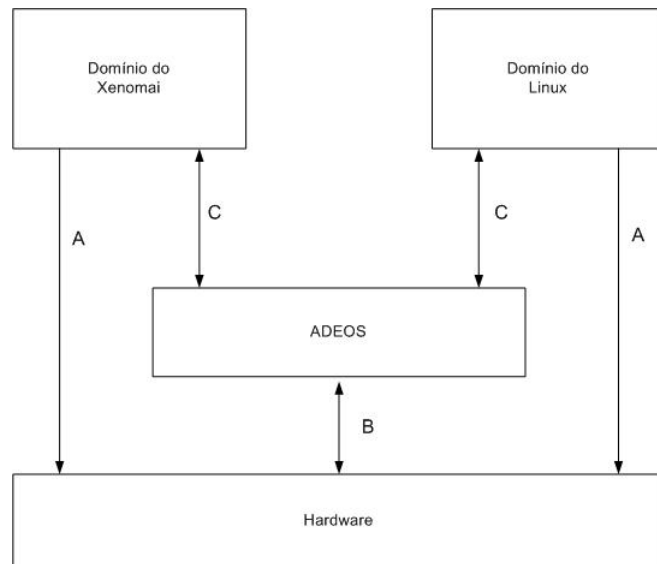 Domínio do
Xenomai
Domínio do
Linux
A
C
C
A
ADEOS
B
Hardware